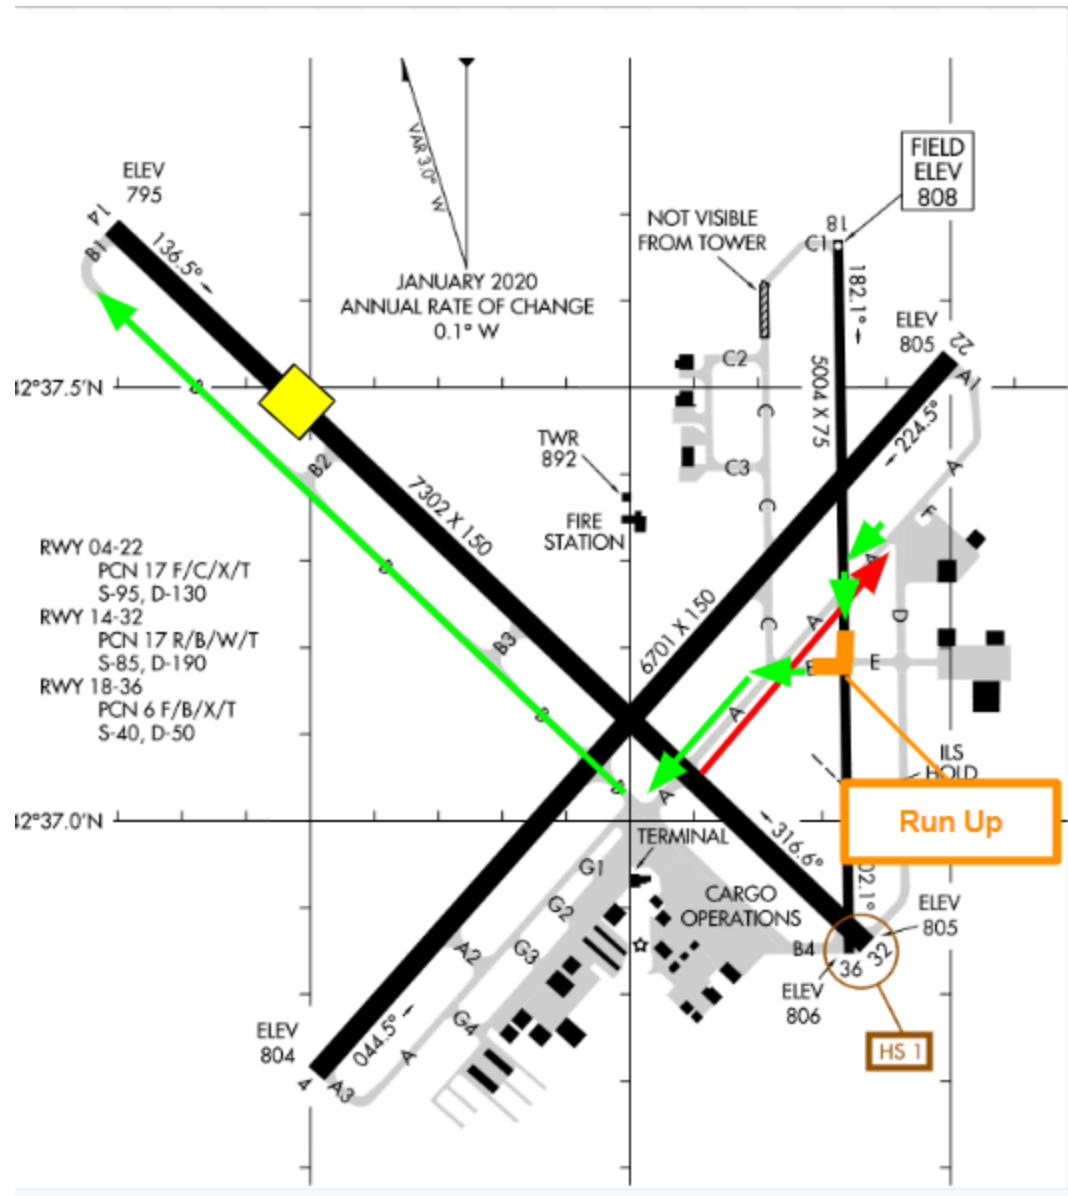 VAR 3.0° W
JANUARY 2020
ANNUAL RATE OF CHANGE
0.1° W
ELEV
795
14
B1
136.5°
FIELD
ELEV
808
NOT VISIBLE
FROM TOWER
18
C1
182.1°
ELEV
805
22
A1
2°37.5'N
B
C2
C
5004 X 75
224.5°
B2
TWR
892
C3
A
7302 X 150
C
FIRE
STATION
F
RWY 04-22
PCN 17 F/C/X/T
S-95, D-130
RWY 14-32
PCN 17 R/B/W/T
S-85, D-190
RWY 18-36
PCN 6 F/B/X/T
S-40, D-50
B
A
6701 X 150
C
A
D
B3
E
E
B
A
ILS
HOLD
B
A
2°37.0'N
Run Up
TERMINAL
316.6°
G1
CARGO
OPERATIONS
02.1°
G2
ELEV
805
A2
G3
B4
36
32
ELEV
806
G4
044.5°
A
ELEV
804
4
A3
HS 1